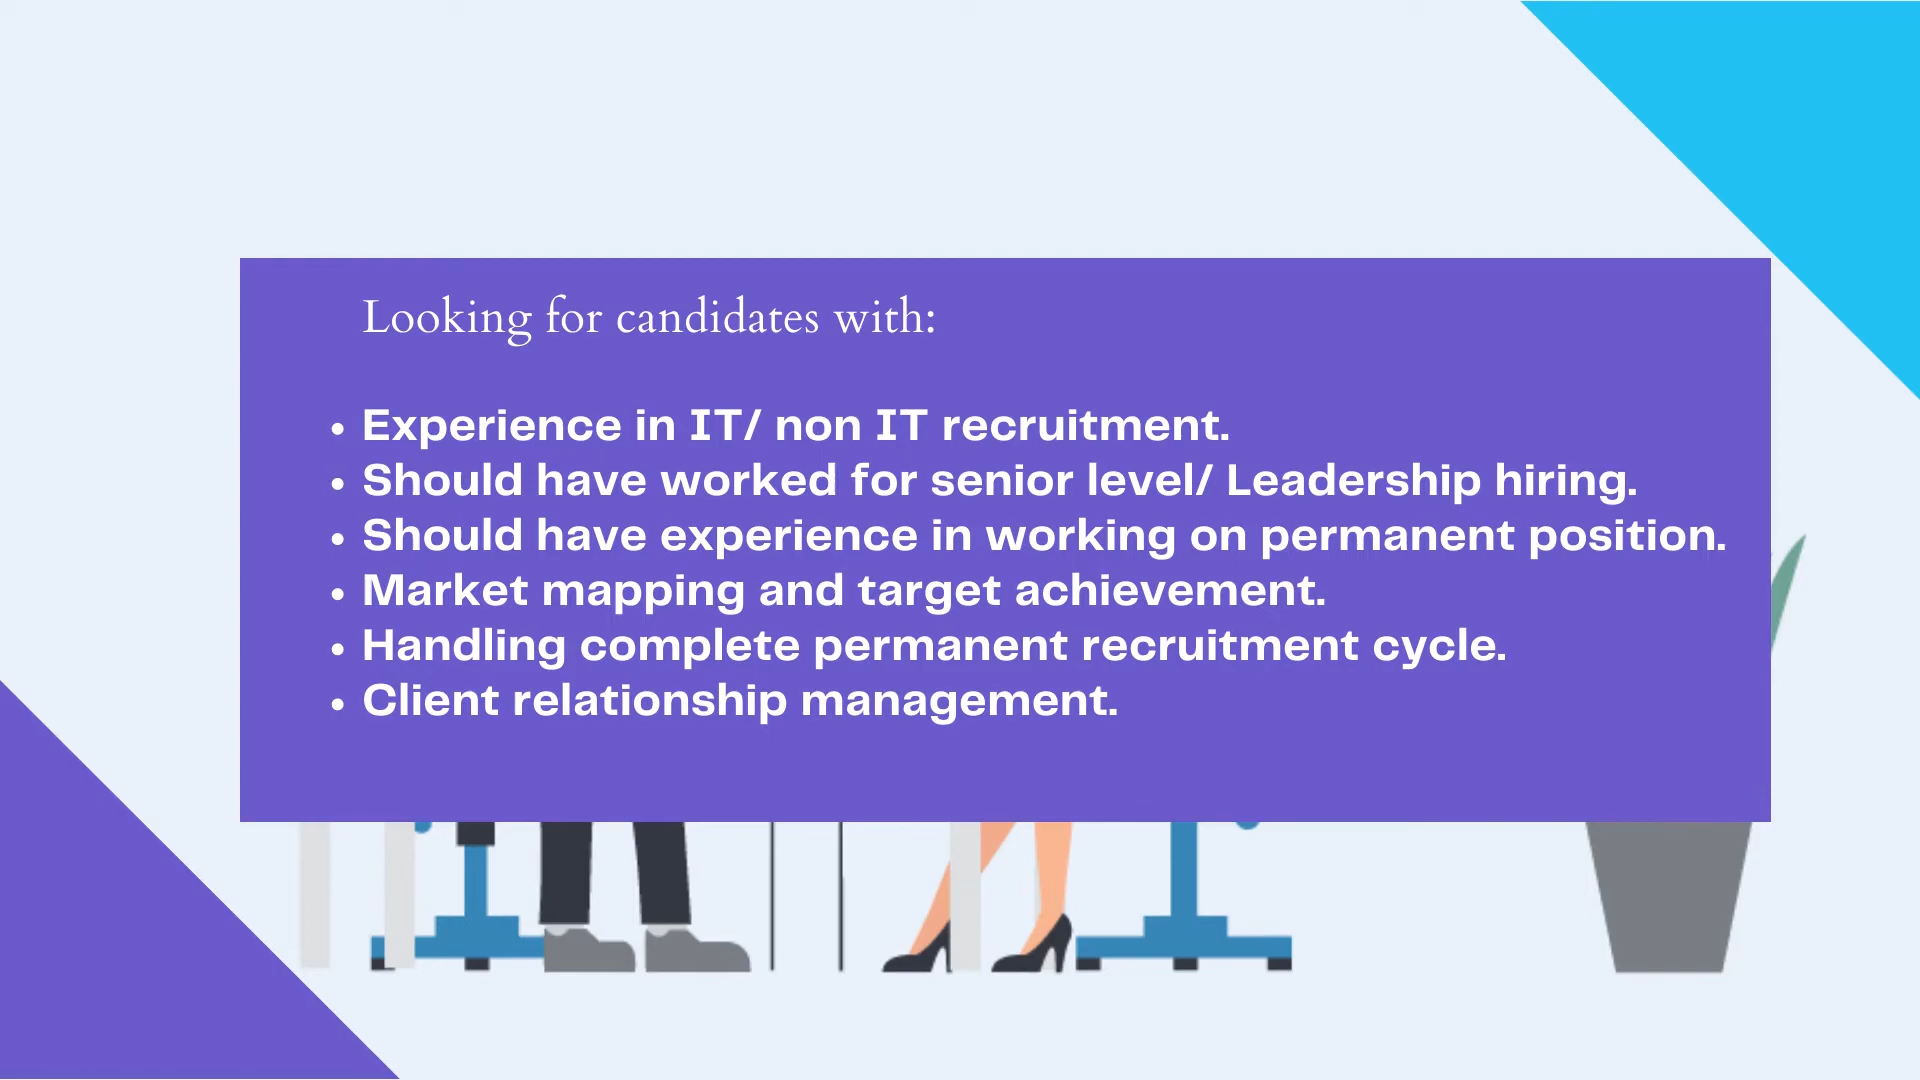 Looking for candidates with:
• Experience in IT/ non IT recruitment.
• Should have worked for senior level/ Leadership hiring.
• Should have experience in working on permanent position.
• Market mapping and target achievement.
• Handling complete permanent recruitment cycle.
• Client relationship management.